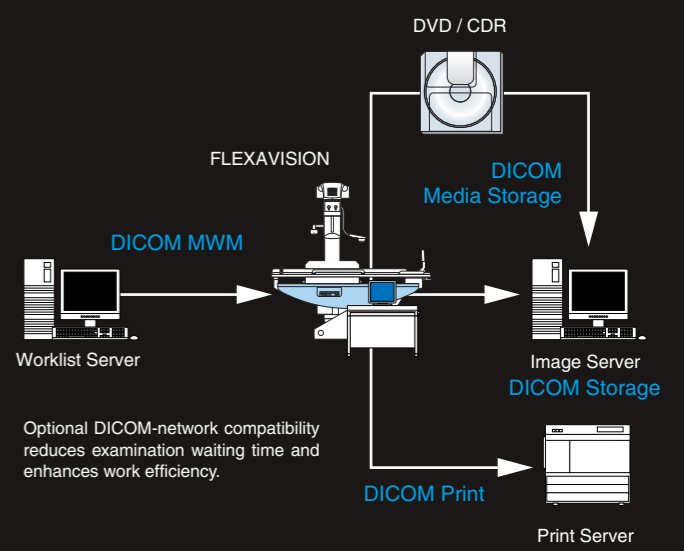 DVD / CDR
FLEXAVISION
DICOM
Media Storage
DICOM MWM
Worklist Server
Image Server
DICOM Storage
Optional DICOM-network compatibility
reduces examination waiting time and
enhances work efficiency.
DICOM Print
Print Server